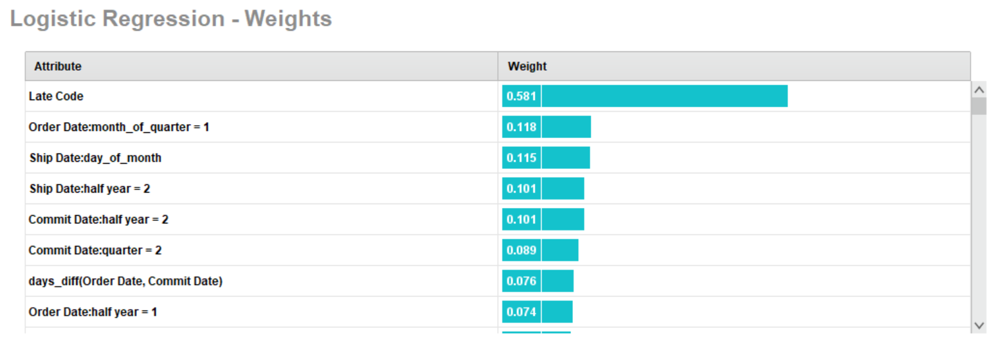 Logistic Regression - Weights
Attribute Weight
Late Code 0.581
Order Date:month_of_quarter = 1 0.118
Ship Date:day_of_month 0.115
Ship Date:half year = 2 0.101
Commit Date:half year = 2 0.101
Commit Date:quarter = 2 0.089
days_diff(Order Date, Commit Date) 0.076
Order Date:half year = 1 0.074